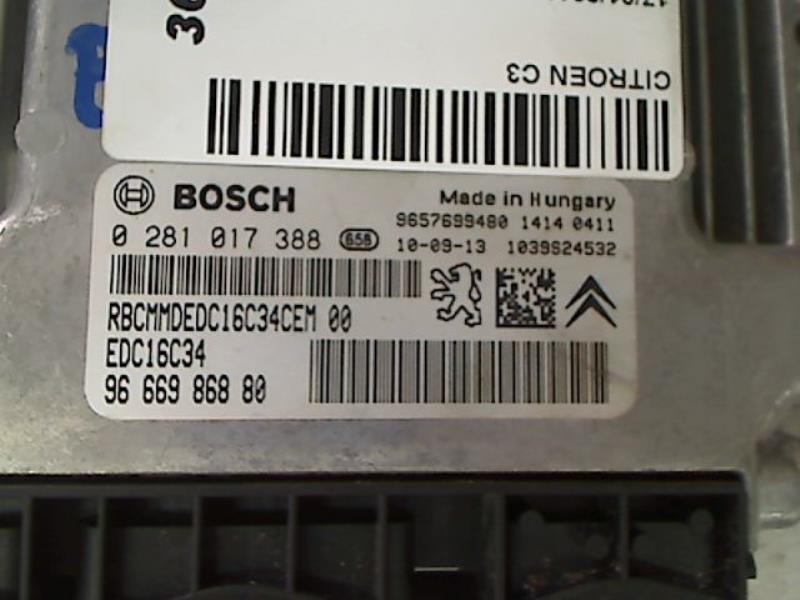 CITROEN C3
BOSCH
Made in Hungary
9657699480 1414 0411
0 281 017 388 658
10-09-13 1039S24532
RBCMMDEDC16C34CEM 00
EDC16C34
96 669 868 80